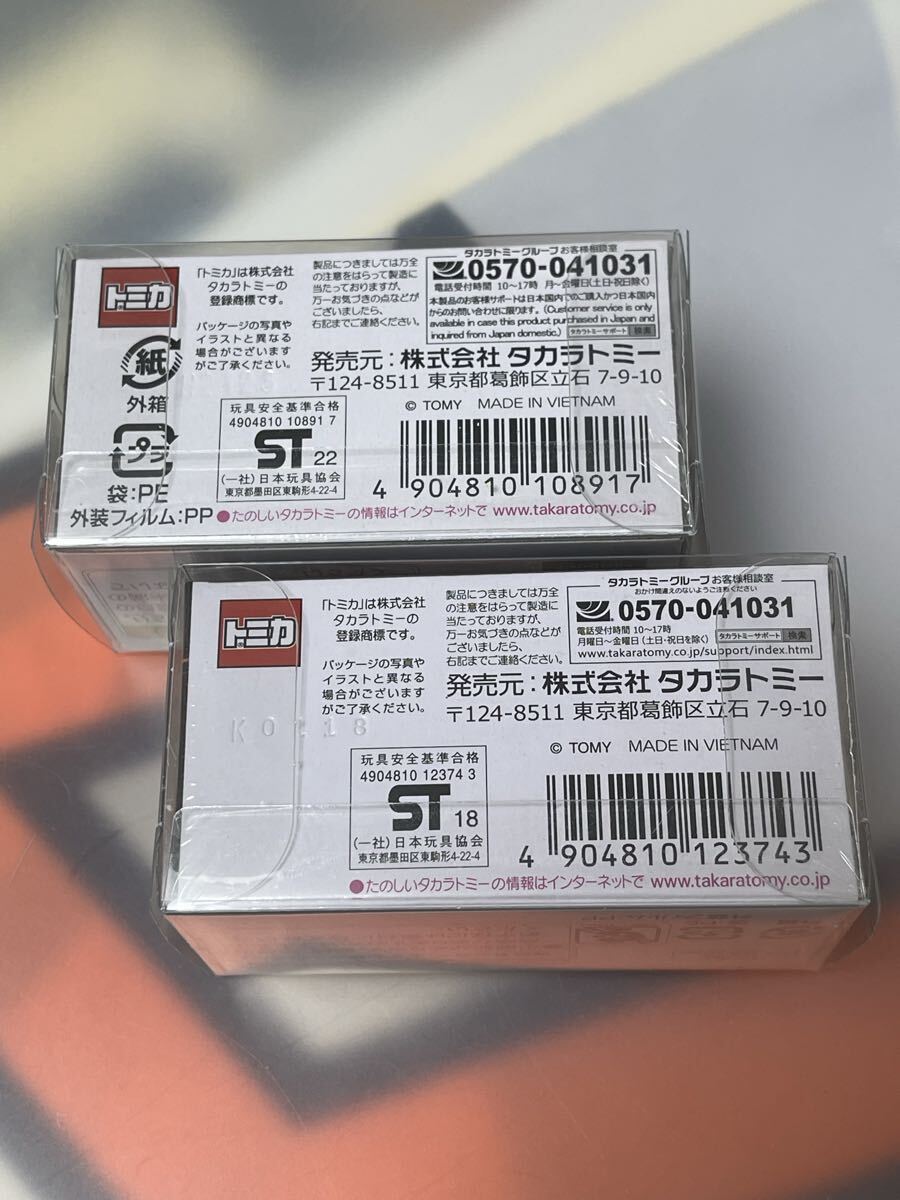 トミカ
「トミカ」は株式会社
タカラトミーの
登録商標です。
パッケージの写真や
イラストと異なる
場合がございます
がご了承ください。
製品につきましては万全
の注意をはらって製造に
当たっておりますが、
万一お気づきの点などが
ございましたら、
右記までご連絡ください。
タカラトミーグループ お客様相談室
0570-041031
電話受付時間 10〜17時 月〜金曜日(土・日・祝日を除く)
本製品のお客様サポートは日本国内でのご購入かつ日本国内
からのお問い合わせに限ります。(Customer service is only
available in case this product purchased in Japan and
inquired from Japan domestic.) タカラトミーサポート 検索
発売元：株式会社 タカラトミー
〒124-8511 東京都葛飾区立石 7-9-10
紙
外箱
プラ
袋：PE
外装フィルム：PP
玩具安全基準合格
4904810 10891 7
ST 22
(一社)日本玩具協会
東京都墨田区東駒形4-22-4
© TOMY MADE IN VIETNAM
4 904810 108917
●たのしいタカラトミーの情報はインターネットで www.takaratomy.co.jp
トミカ
「トミカ」は株式会社
タカラトミーの
登録商標です。
パッケージの写真や
イラストと異なる
場合がございます
がご了承ください。
製品につきましては万全
の注意をはらって製造に
当たっておりますが、
万一お気づきの点などが
ございましたら、
右記までご連絡ください。
タカラトミーグループ お客様相談室
おかけ間違えのないようご注意ください
0570-041031
電話受付時間 10〜17時
月曜日〜金曜日(土・日・祝日を除く) タカラトミーサポート 検索
www.takaratomy.co.jp/support/index.html
発売元：株式会社 タカラトミー
〒124-8511 東京都葛飾区立石 7-9-10
玩具安全基準合格
4904810 12374 3
ST 18
(一社)日本玩具協会
東京都墨田区東駒形4-22-4
© TOMY MADE IN VIETNAM
4 904810 123743
●たのしいタカラトミーの情報はインターネットで www.takaratomy.co.jp